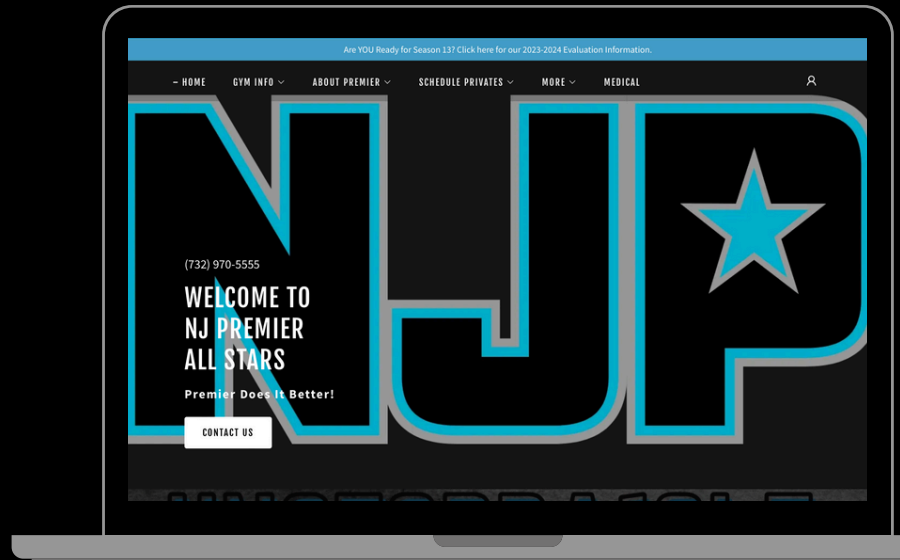 Are YOU Ready for Season 13? Click here for our 2023-2024 Evaluation Information.
– HOME GYM INFO ABOUT PREMIER SCHEDULE PRIVATES MORE MEDICAL
NJP
(732) 970-5555
WELCOME TO
NJ PREMIER
ALL STARS
Premier Does It Better!
CONTACT US